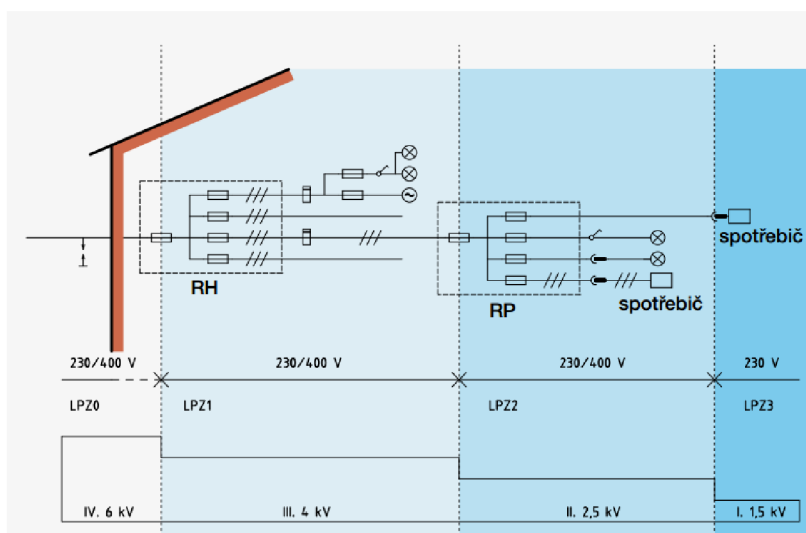 RH
RP
spotřebič
spotřebič
230/400 V
230/400 V
230/400 V
230 V
LPZ0
LPZ1
LPZ2
LPZ3
IV. 6 kV
III. 4 kV
II. 2,5 kV
I. 1,5 kV